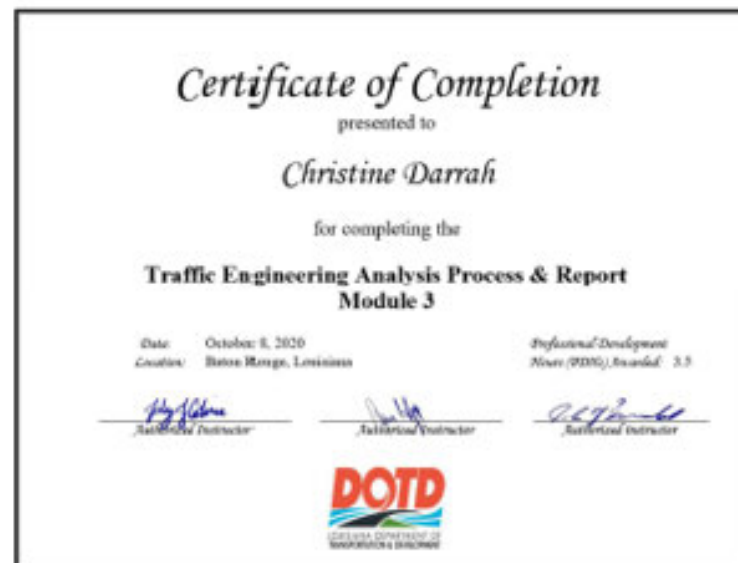 Certificate of Completion
presented to
Christine Darrah
for completing the
Traffic Engineering Analysis Process & Report
Module 3
Date: October 8, 2020
Location: Baton Rouge, Louisiana
Professional Development
Hours (PDHs) Awarded: 3.5
Authorized Instructor
Authorized Instructor
Authorized Instructor
DOTD
LOUISIANA DEPARTMENT OF
TRANSPORTATION & DEVELOPMENT